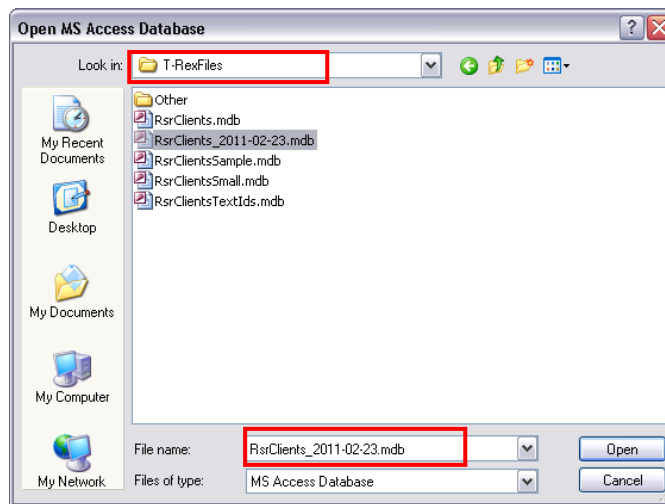 Open MS Access Database
Look in: T-RexFiles
Other
RsrClients.mdb
RsrClients_2011-02-23.mdb
RsrClientsSample.mdb
RsrClientsSmall.mdb
RsrClientsTextIds.mdb
My Recent
Documents
Desktop
My Documents
My Computer
My Network
File name: RsrClients_2011-02-23.mdb Open
Files of type: MS Access Database Cancel